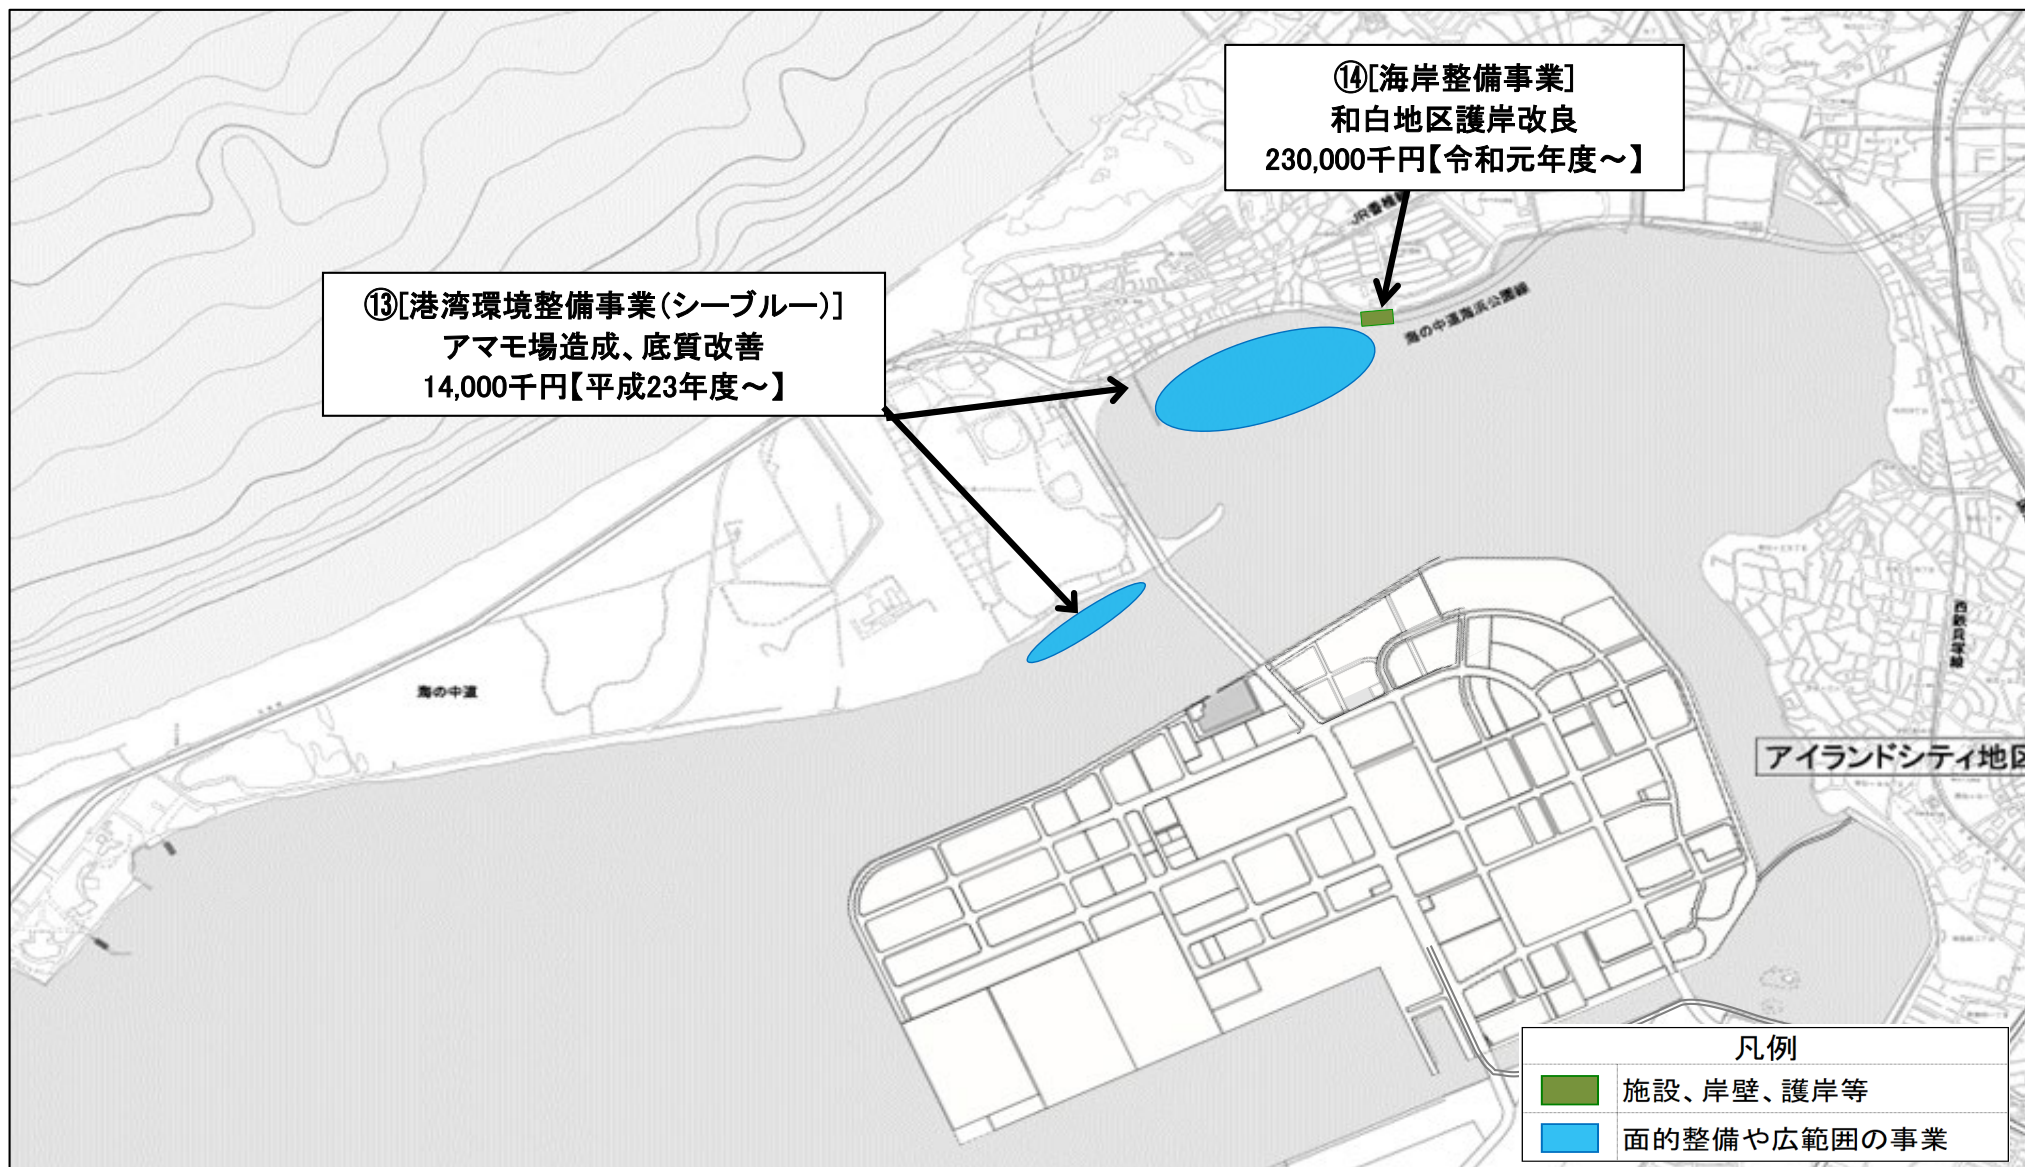 ⑭[海岸整備事業]
和白地区護岸改良
230,000千円【令和元年度～】
⑬[港湾環境整備事業(シーブルー)]
アマモ場造成、底質改善
14,000千円【平成23年度～】
JR香椎線
海の中道海浜公園線
西鉄貝塚線
海の中道
アイランドシティ地区
凡例
施設、岸壁、護岸等
面的整備や広範囲の事業